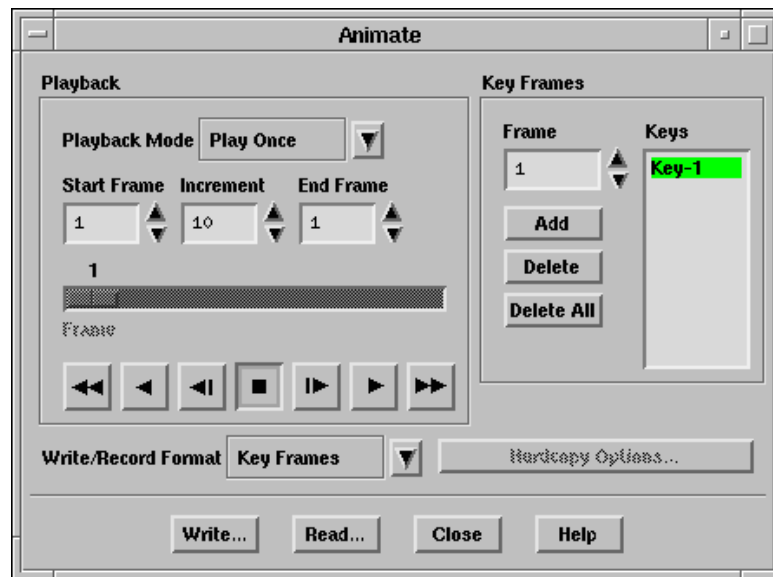 Animate
Playback
Playback Mode Play Once
Start Frame Increment End Frame
1 10 1
1
Frame
Key Frames
Frame Keys
1 Key-1
Add
Delete
Delete All
Write/Record Format Key Frames Hardcopy Options...
Write... Read... Close Help